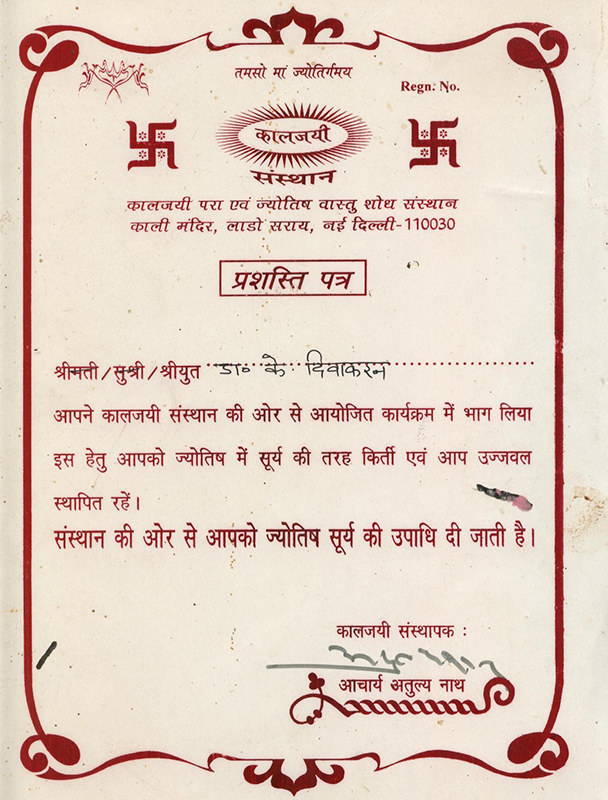 तमसो मां ज्योतिर्गमय
Regn. No.
कालजयी
संस्थान
कालजयी परा एवं ज्योतिष वास्तु शोध संस्थान
काली मंदिर, लाडो सराय, नई दिल्ली-110030
प्रशस्ति पत्र
श्रीमती/सुश्री/श्रीयुत डा० के. दिवाकरन
आपने कालजयी संस्थान की ओर से आयोजित कार्यक्रम में भाग लिया
इस हेतु आपको ज्योतिष में सूर्य की तरह किर्ती एवं आप उज्जवल
स्थापित रहें।
संस्थान की ओर से आपको ज्योतिष सूर्य की उपाधि दी जाती है।
कालजयी संस्थापक :
आचार्य अतुल्य नाथ